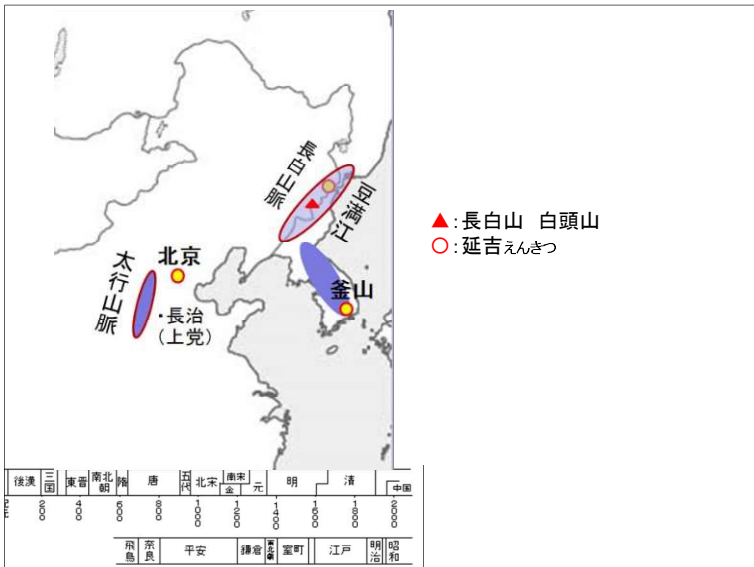 長白山脈
豆満江
北京
太行山脈
・長治
（上党）
釜山
▲：長白山 白頭山
○：延吉えんきつ
後漢 三国 東晋 南北朝 隋 唐 五代 北宋 南宋 金 元 明 清 中国
200 400 600 800 1000 1200 1400 1600 1800 2000
飛鳥 奈良 平安 鎌倉 南北朝 室町 江戸 明治 昭和